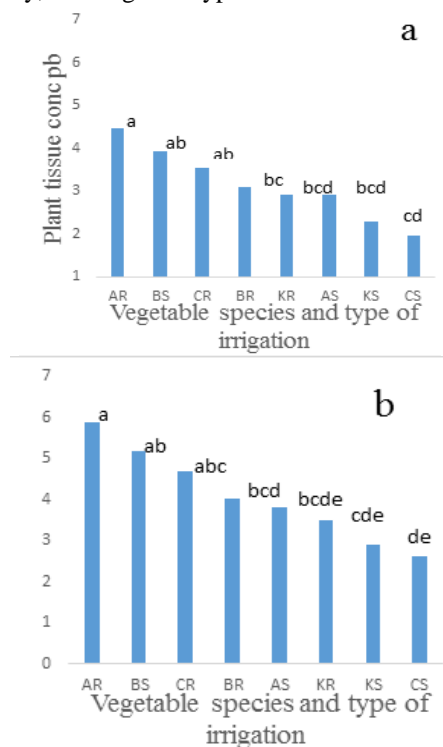 y,
a
7
6
5
4
3
2
1
Plant tissue conc pb
a
ab
ab
bc
bcd
bcd
cd
AR BS CR BR KR AS KS CS
Vegetable species and type of
irrigation
b
7
6
5
4
3
2
1
0
a
ab
abc
bcd
bcde
cde
de
AR BS CR BR AS KR KS CS
Vegetable species and type of
irrigation